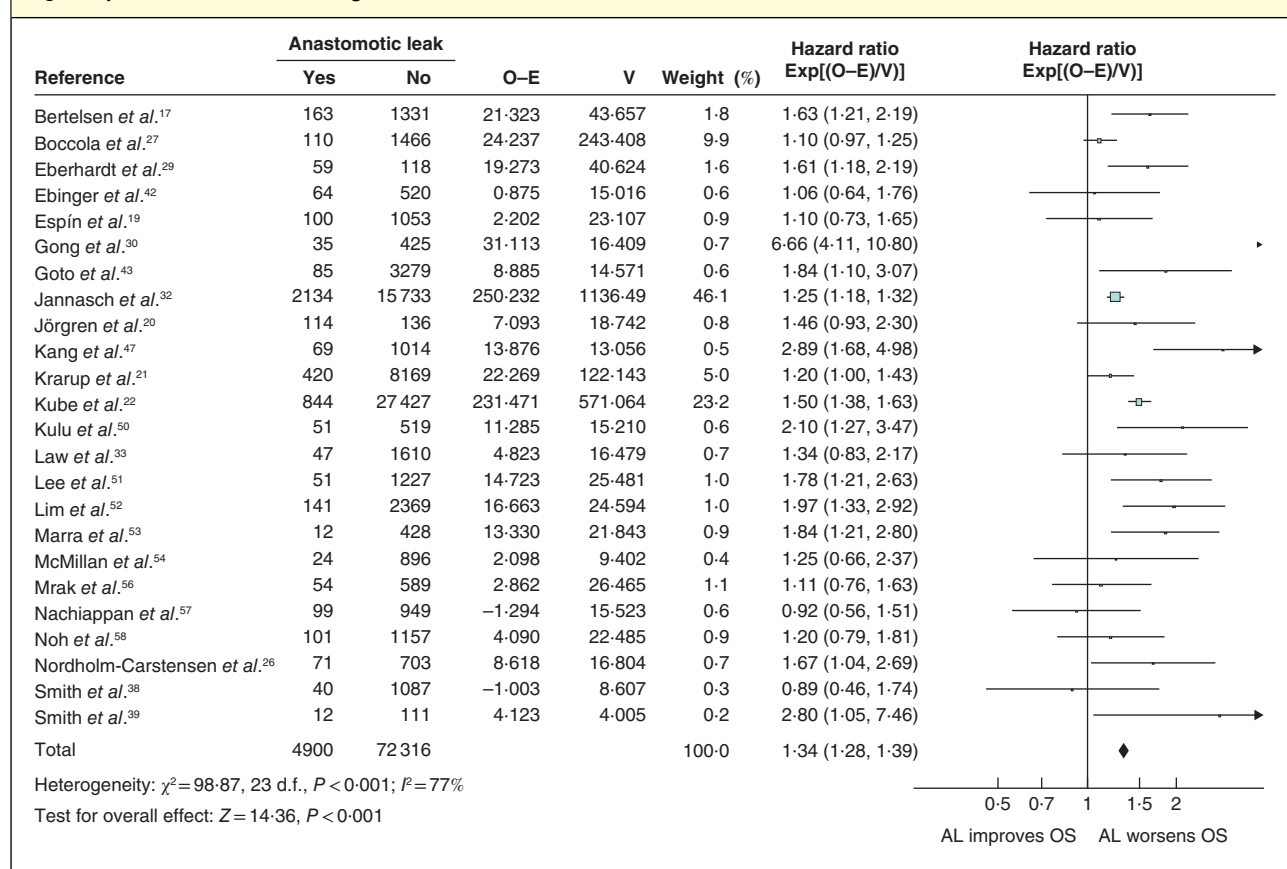 Anastomotic leak Hazard ratio Hazard ratio
Reference Yes No O–E V Weight (%) Exp[(O–E)/V)] Exp[(O–E)/V)]
Bertelsen et al.17 163 1331 21·323 43·657 1·8 1·63 (1·21, 2·19)
Boccola et al.27 110 1466 24·237 243·408 9·9 1·10 (0·97, 1·25)
Eberhardt et al.29 59 118 19·273 40·624 1·6 1·61 (1·18, 2·19)
Ebinger et al.42 64 520 0·875 15·016 0·6 1·06 (0·64, 1·76)
Espín et al.19 100 1053 2·202 23·107 0·9 1·10 (0·73, 1·65)
Gong et al.30 35 425 31·113 16·409 0·7 6·66 (4·11, 10·80)
Goto et al.43 85 3279 8·885 14·571 0·6 1·84 (1·10, 3·07)
Jannasch et al.32 2134 15 733 250·232 1136·49 46·1 1·25 (1·18, 1·32)
Jörgren et al.20 114 136 7·093 18·742 0·8 1·46 (0·93, 2·30)
Kang et al.47 69 1014 13·876 13·056 0·5 2·89 (1·68, 4·98)
Krarup et al.21 420 8169 22·269 122·143 5·0 1·20 (1·00, 1·43)
Kube et al.22 844 27 427 231·471 571·064 23·2 1·50 (1·38, 1·63)
Kulu et al.50 51 519 11·285 15·210 0·6 2·10 (1·27, 3·47)
Law et al.33 47 1610 4·823 16·479 0·7 1·34 (0·83, 2·17)
Lee et al.51 51 1227 14·723 25·481 1·0 1·78 (1·21, 2·63)
Lim et al.52 141 2369 16·663 24·594 1·0 1·97 (1·33, 2·92)
Marra et al.53 12 428 13·330 21·843 0·9 1·84 (1·21, 2·80)
McMillan et al.54 24 896 2·098 9·402 0·4 1·25 (0·66, 2·37)
Mrak et al.56 54 589 2·862 26·465 1·1 1·11 (0·76, 1·63)
Nachiappan et al.57 99 949 –1·294 15·523 0·6 0·92 (0·56, 1·51)
Noh et al.58 101 1157 4·090 22·485 0·9 1·20 (0·79, 1·81)
Nordholm-Carstensen et al.26 71 703 8·618 16·804 0·7 1·67 (1·04, 2·69)
Smith et al.38 40 1087 –1·003 8·607 0·3 0·89 (0·46, 1·74)
Smith et al.39 12 111 4·123 4·005 0·2 2·80 (1·05, 7·46)
Total 4900 72 316 100·0 1·34 (1·28, 1·39)
Heterogeneity: χ²=98·87, 23 d.f., P<0·001; I²=77%
Test for overall effect: Z=14·36, P<0·001
0·5 0·7 1 1·5 2
AL improves OS AL worsens OS